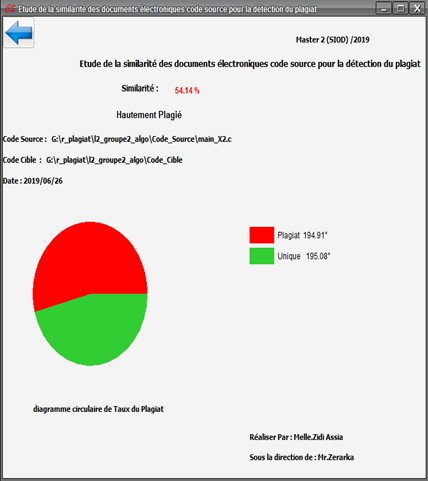 Etude de la similarité des documents électroniques code source pour la détection du plagiat
Master 2 (SIOD) /2019
Etude de la similarité des documents électroniques code source pour la détection du plagiat
Similarité : 54.14 %
Hautement Plagié
Code Source : G:\r_plagiat\l2_groupe2_algo\Code_Source\main_X2.c
Code Cible : G:\r_plagiat\l2_groupe2_algo\Code_Cible
Date : 2019/06/26
Plagiat 194.91°
Unique 195.08°
diagramme circulaire de Taux du Plagiat
Réaliser Par : Melle.Zidi Assia
Sous la direction de : Mr.Zerarka